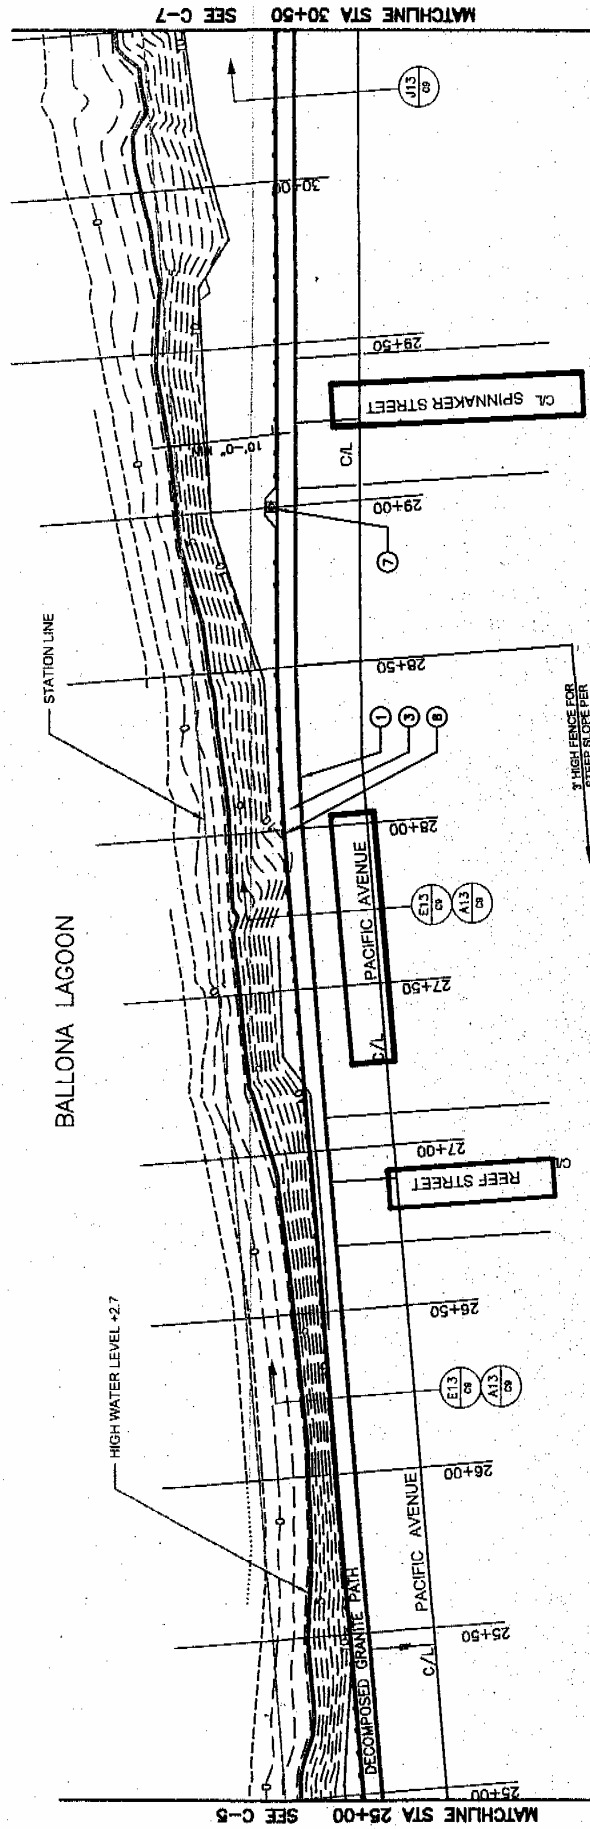 MATCHLINE STA 30+50 SEE C-7
J13
C9
30+00
29+50
C/L SPINNAKER STREET
10'-0" MIN
C/L
29+00
7
STATION LINE
28+50
3' HIGH FENCE FOR
STEEP SLOPE PER
1
3
8
28+00
BALLONA LAGOON
C/L PACIFIC AVENUE
E13
C9
A13
C9
27+50
27+00
C/L
REEF STREET
26+50
HIGH WATER LEVEL +2.7
E13
C9
A13
C9
26+00
DECOMPOSED GRANITE PATH
C/L PACIFIC AVENUE
25+50
25+00
MATCHLINE STA 25+00 SEE C-5